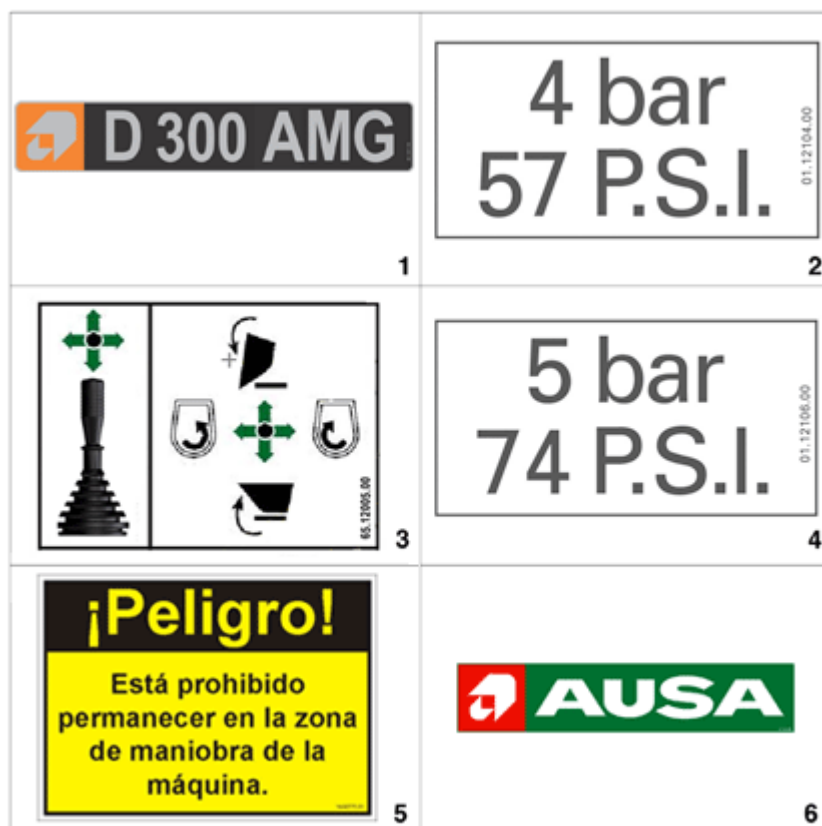 D 300 AMG
1
4 bar
57 P.S.I.
01.12104.00
2
65.12005.00
3
5 bar
74 P.S.I.
01.12106.00
4
¡Peligro!
Está prohibido
permanecer en la zona
de maniobra de la
máquina.
5
AUSA
6